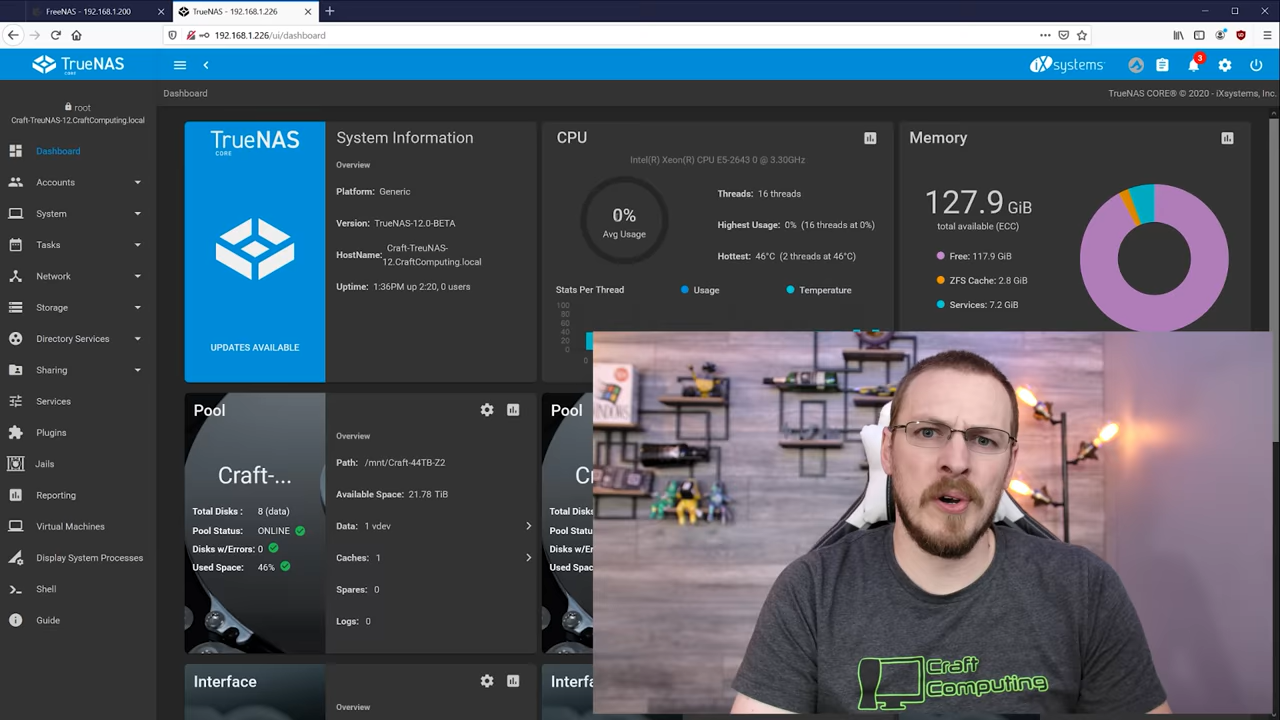 FreeNAS - 192.168.1.200
TrueNAS - 192.168.1.226
192.168.1.226/ui/dashboard
TrueNAS
CORE
iXsystems
3
root
Craft-TreuNAS-12.CraftComputing.local
Dashboard
Accounts
System
Tasks
Network
Storage
Directory Services
Sharing
Services
Plugins
Jails
Reporting
Virtual Machines
Display System Processes
Shell
Guide
Dashboard
TrueNAS CORE® © 2020 - iXsystems, Inc.
TrueNAS
CORE
UPDATES AVAILABLE
System Information
Overview
Platform: Generic
Version: TrueNAS-12.0-BETA
HostName: Craft-TreuNAS-
12.CraftComputing.local
Uptime: 1:36PM up 2:20, 0 users
CPU
Intel(R) Xeon(R) CPU E5-2643 0 @ 3.30GHz
0%
Avg Usage
Threads: 16 threads
Highest Usage: 0% (16 threads at 0%)
Hottest: 46°C (2 threads at 46°C)
Stats Per Thread
Usage
Temperature
100
80
60
40
20
0
0
Memory
127.9 GiB
total available (ECC)
Free: 117.9 GiB
ZFS Cache: 2.8 GiB
Services: 7.2 GiB
Pool
Craft-...
Total Disks : 8 (data)
Pool Status: ONLINE
Disks w/Errors: 0
Used Space: 46%
Overview
Path: /mnt/Craft-44TB-Z2
Available Space: 21.78 TiB
Data: 1 vdev
Caches: 1
Spares: 0
Logs: 0
Pool
Total Disks
Pool Status:
Disks w/Er
Used Space
Interface
Overview
Interfa
WINDOWS
Craft
Computing